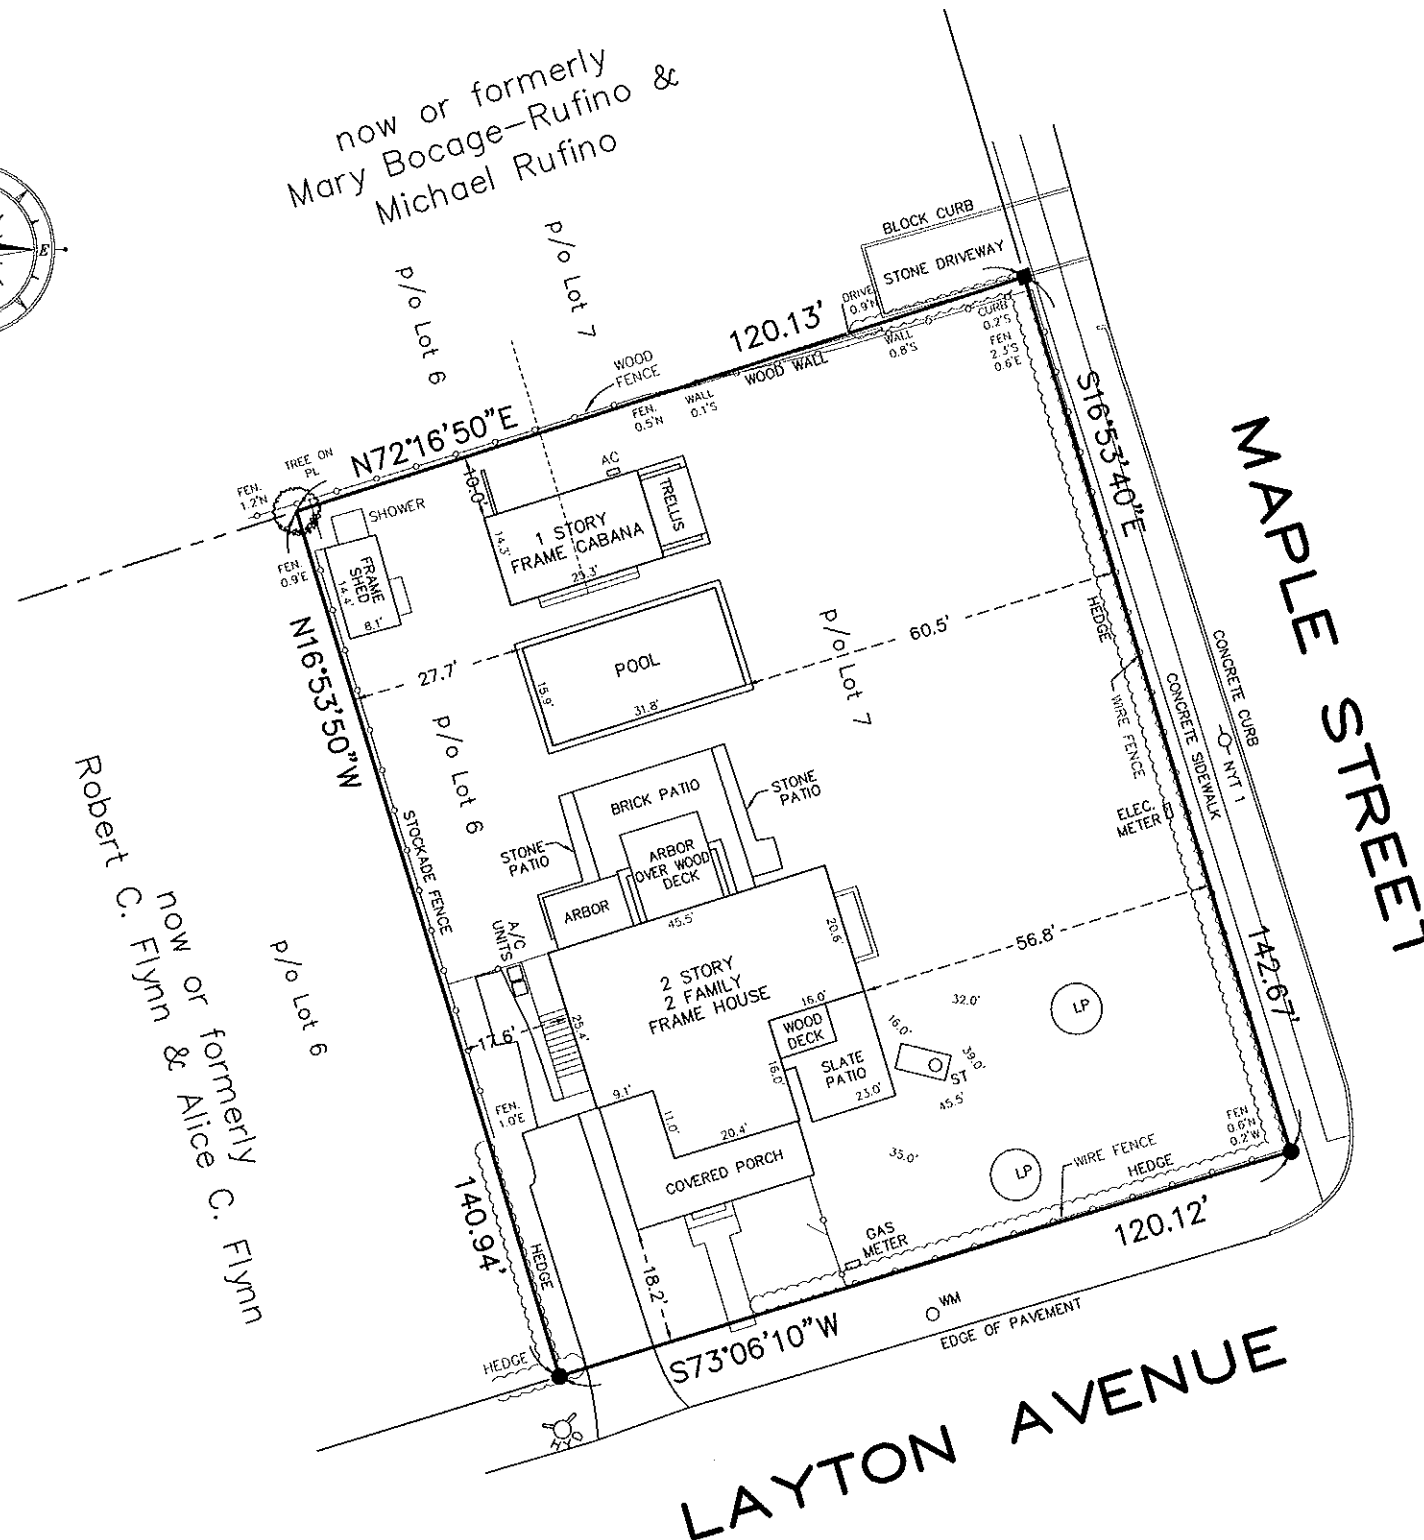 now or formerly
Mary Bocage–Rufino &
Michael Rufino
p/o Lot 6
p/o Lot 7
E
BLOCK CURB
STONE DRIVEWAY
DRIVE
0.9'N
120.13'
N72°16'50"E
WOOD
FENCE
WOOD WALL
FEN.
0.5'N
WALL
0.1'S
WALL
0.8'S
CURB
0.2'S
FEN
2.3'S
0.6'E
TREE ON
PL
FEN.
1.2'N
FEN.
0.9'E
SHOWER
FRAME
SHED
14.4'
8.1'
10.0'
AC
1 STORY
FRAME CABANA
14.3'
25.3'
TRELLIS
S16°53'40"E
MAPLE STREET
N16°53'50"W
27.7'
POOL
15.9'
31.8'
60.5'
p/o Lot 7
p/o Lot 6
HEDGE
WIRE FENCE
CONCRETE SIDEWALK
CONCRETE CURB
NYT 1
ELEC.
METER
STOCKADE FENCE
BRICK PATIO
STONE
PATIO
STONE
PATIO
ARBOR
OVER WOOD
DECK
ARBOR
A/C
UNITS
45.5'
20.6'
2 STORY
2 FAMILY
FRAME HOUSE
56.8'
142.67'
16.0'
WOOD
DECK
SLATE
PATIO
16.0'
23.0'
25.4'
17.6'
9.1'
11.0'
20.4'
COVERED PORCH
32.0'
16.0'
39.0'
ST
45.5'
35.0'
LP
LP
FEN.
1.0'E
FEN
0.6'N
0.2'W
WIRE FENCE
HEDGE
120.12'
GAS
METER
140.94'
HEDGE
18.2'
HEDGE
S73°06'10"W
WM
EDGE OF PAVEMENT
HYD
LAYTON AVENUE
now or formerly
Robert C. Flynn & Alice C. Flynn
p/o Lot 6